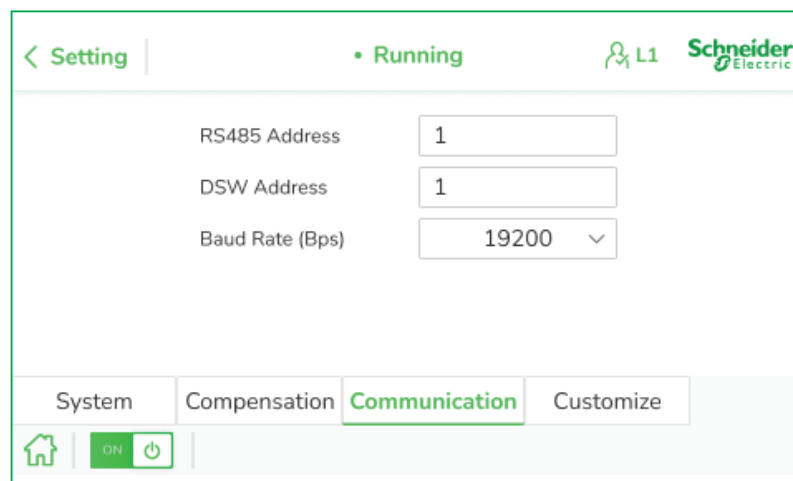 Setting
• Running
L1
Schneider
Electric
RS485 Address
1
DSW Address
1
Baud Rate (Bps)
19200
System
Compensation
Communication
Customize
ON